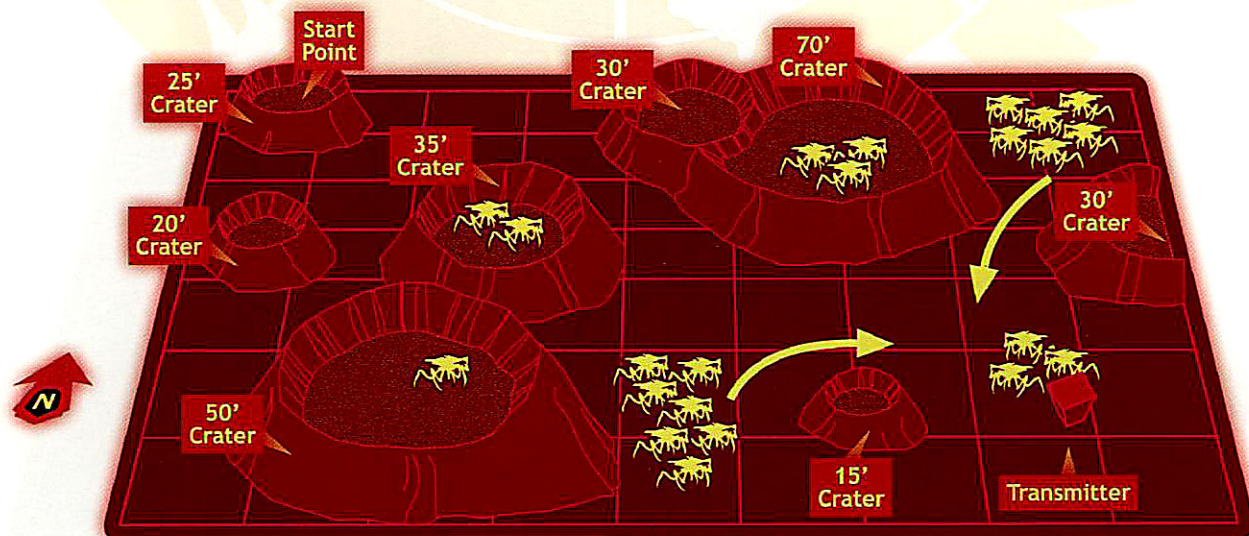 Start
Point
25'
Crater
30'
Crater
70'
Crater
35'
Crater
20'
Crater
30'
Crater
N
50'
Crater
15'
Crater
Transmitter